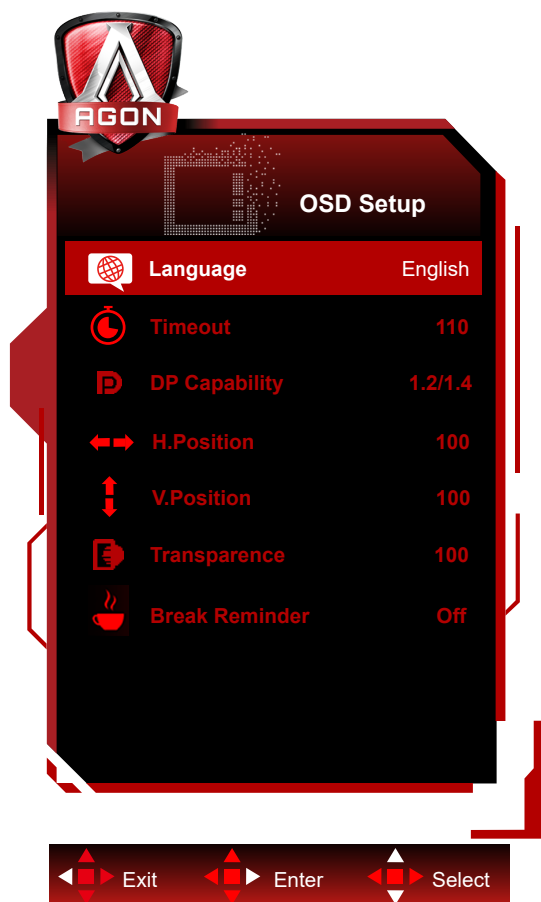 AGON
OSD Setup
Language English
Timeout 110
DP Capability 1.2/1.4
H.Position 100
V.Position 100
Transparence 100
Break Reminder Off
Exit Enter Select